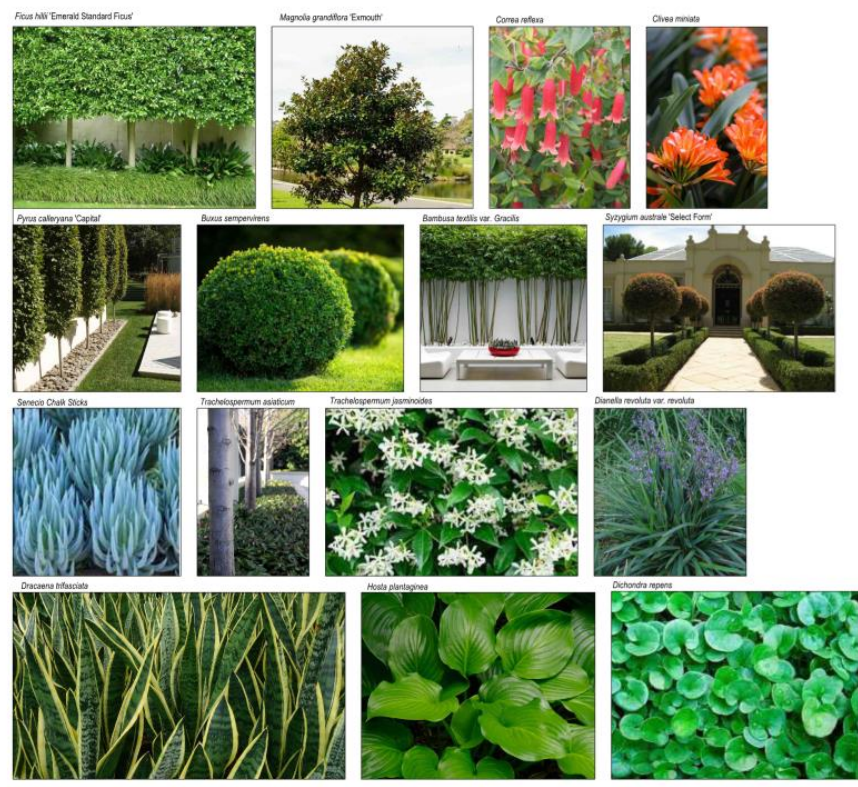 Ficus hillii 'Emerald Standard Ficus'
Magnolia grandiflora 'Exmouth'
Correa reflexa
Clivea miniata
Pyrus calleryana 'Capital'
Buxus sempervirens
Bambusa textilis var. Gracilis
Syzygium australe 'Select Form'
Senecio Chalk Sticks
Trachelospermum asiaticum
Trachelospermum jasminoides
Dianella revoluta var. revoluta
Dracaena trifasciata
Hosta plantaginea
Dichondra repens